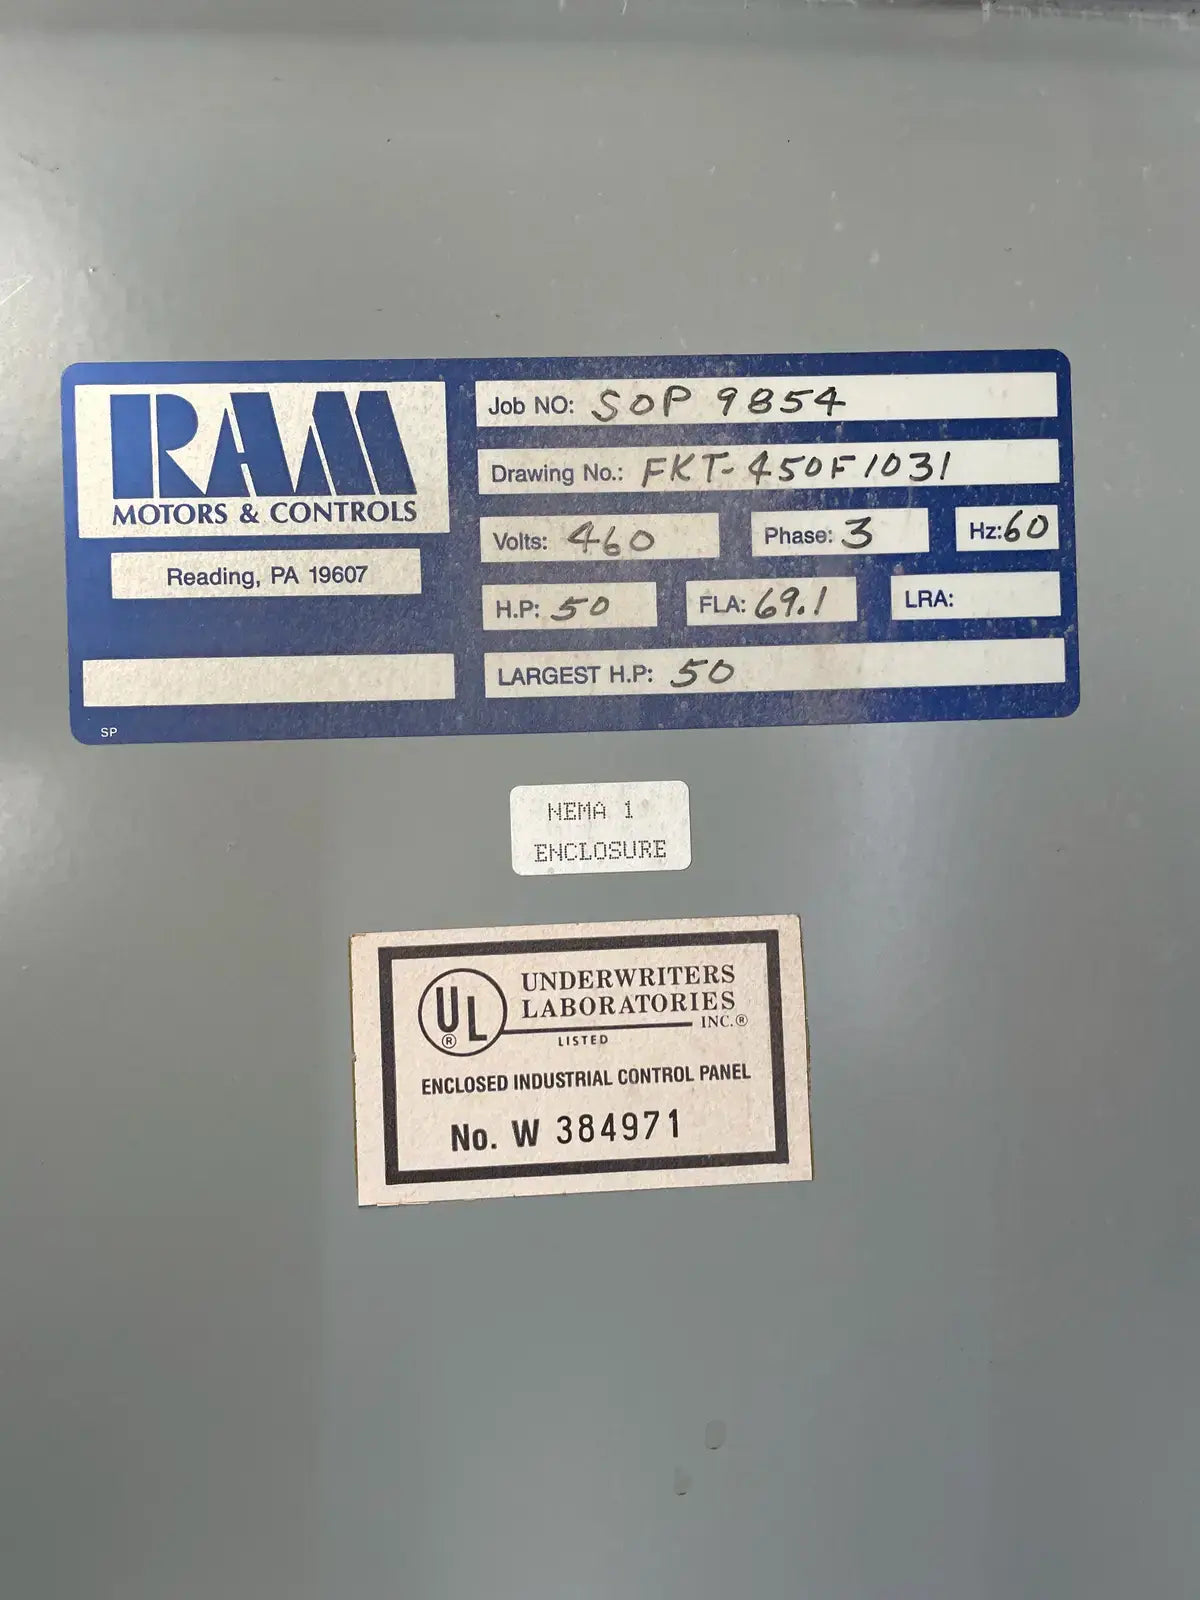 RAM
MOTORS & CONTROLS
Reading, PA 19607
SP
Job NO: SOP 9854
Drawing No.: FKT-450F1031
Volts: 460 Phase: 3 Hz: 60
H.P: 50 FLA: 69.1 LRA:
LARGEST H.P: 50
NEMA 1
ENCLOSURE
UL ®
UNDERWRITERS
LABORATORIES
INC.®
LISTED
ENCLOSED INDUSTRIAL CONTROL PANEL
No. W 384971